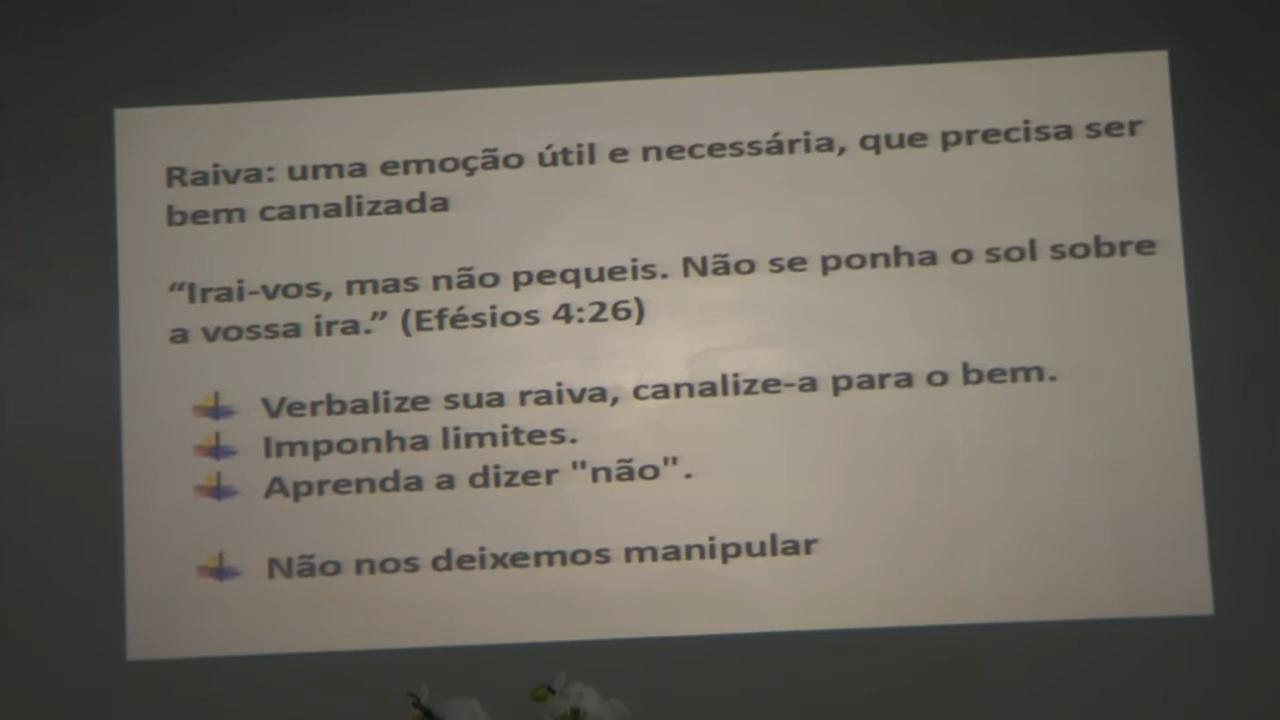 Raiva: uma emoção útil e necessária, que precisa ser
bem canalizada
“Irai-vos, mas não pequeis. Não se ponha o sol sobre
a vossa ira.” (Efésios 4:26)
Verbalize sua raiva, canalize-a para o bem.
Imponha limites.
Aprenda a dizer "não".
Não nos deixemos manipular